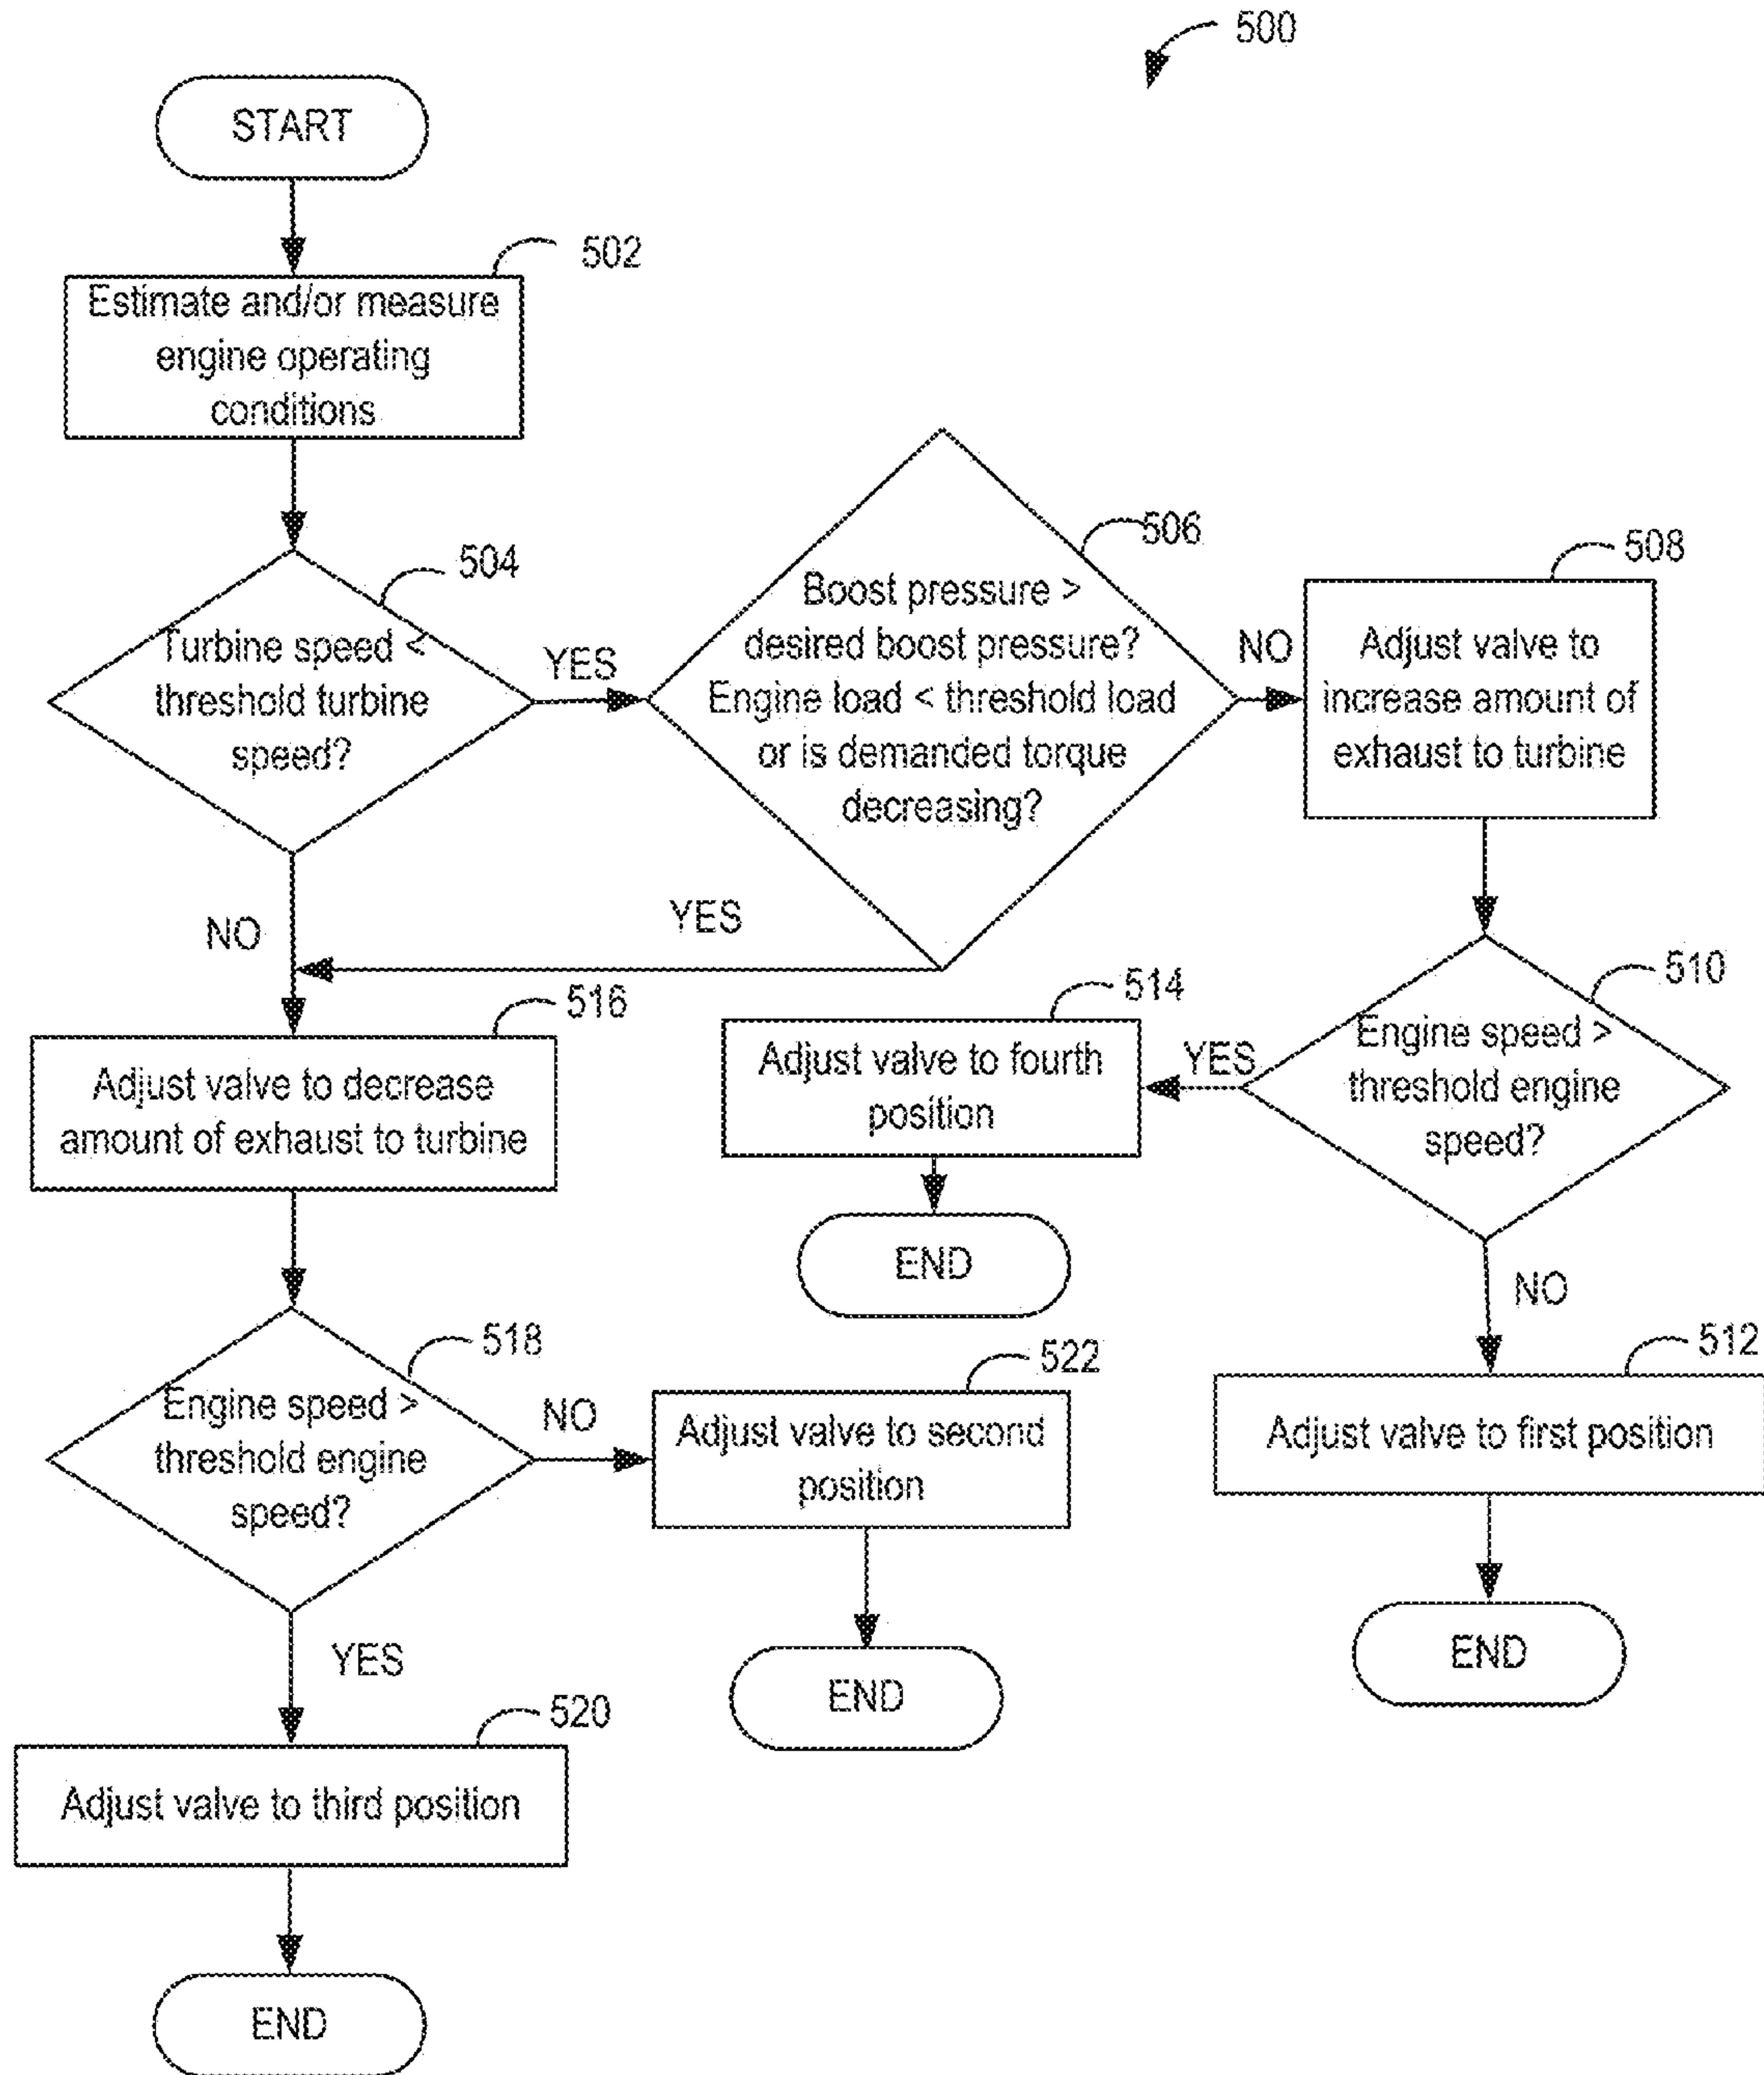 500
START
502
Estimate and/or measure
engine operating
conditions
504
Turbine speed <
threshold turbine
speed?
YES
NO
506
Boost pressure >
desired boost pressure?
Engine load < threshold load
or is demanded torque
decreasing?
NO
YES
508
Adjust valve to
increase amount of
exhaust to turbine
510
Engine speed >
threshold engine
speed?
YES
NO
514
Adjust valve to fourth
position
END
512
Adjust valve to first position
END
516
Adjust valve to decrease
amount of exhaust to turbine
518
Engine speed >
threshold engine
speed?
NO
YES
522
Adjust valve to second
position
END
520
Adjust valve to third position
END